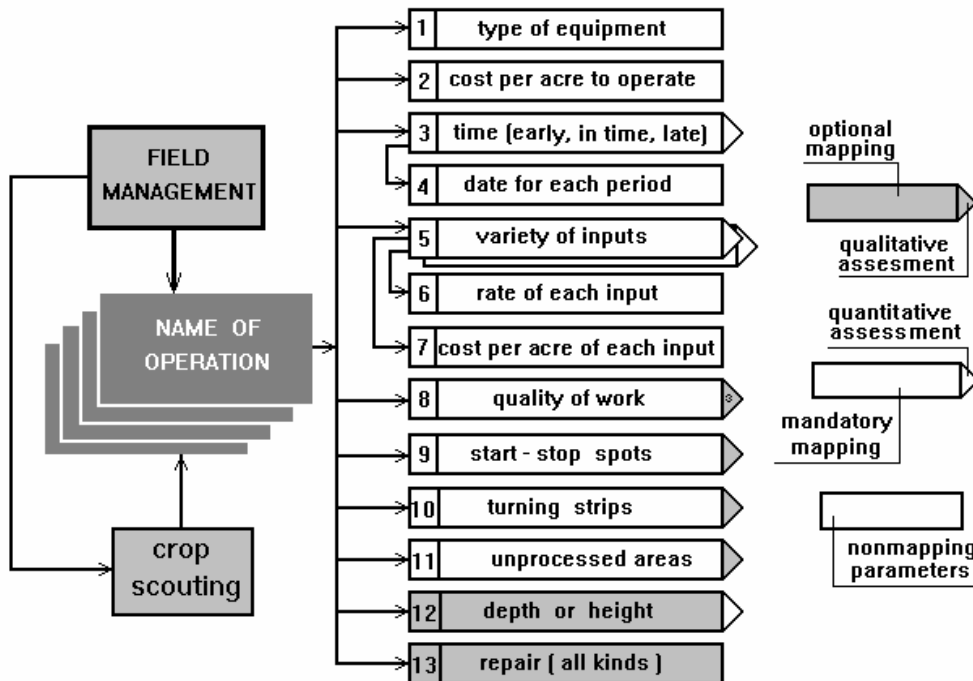 FIELD
MANAGEMENT
NAME OF
OPERATION
crop
scouting
1 type of equipment
2 cost per acre to operate
3 time (early, in time, late)
4 date for each period
5 variety of inputs
6 rate of each input
7 cost per acre of each input
8 quality of work
9 start - stop spots
10 turning strips
11 unprocessed areas
12 depth or height
13 repair ( all kinds )
optional
mapping
qualitative
assesment
quantitative
assessment
mandatory
mapping
nonmapping
parameters